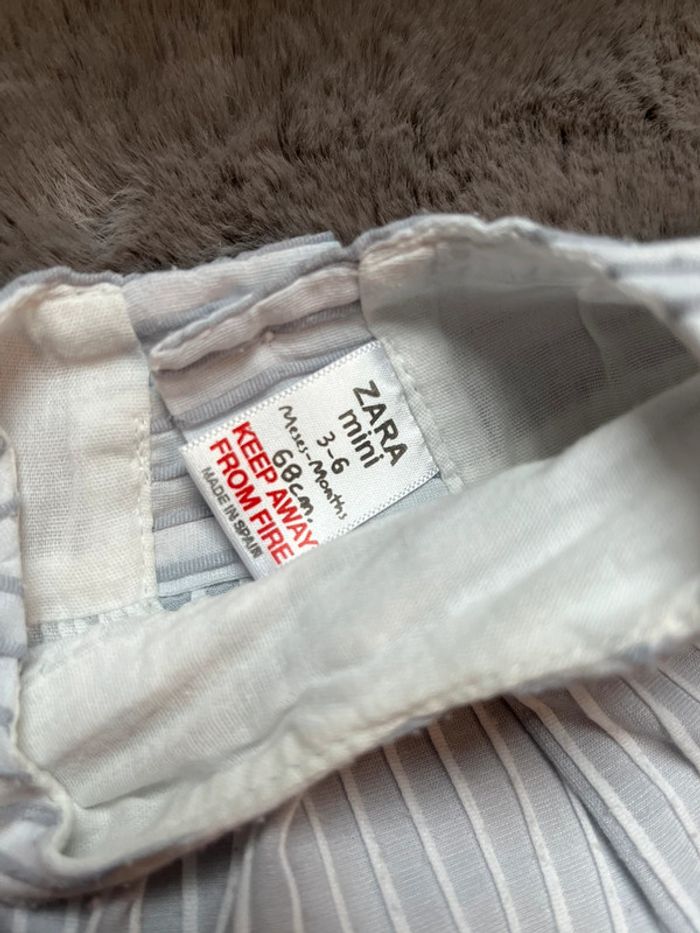 ZARA
mini
3-6
Meses-Months
68cm.
KEEP AWAY
FROM FIRE
MADE IN SPAIN